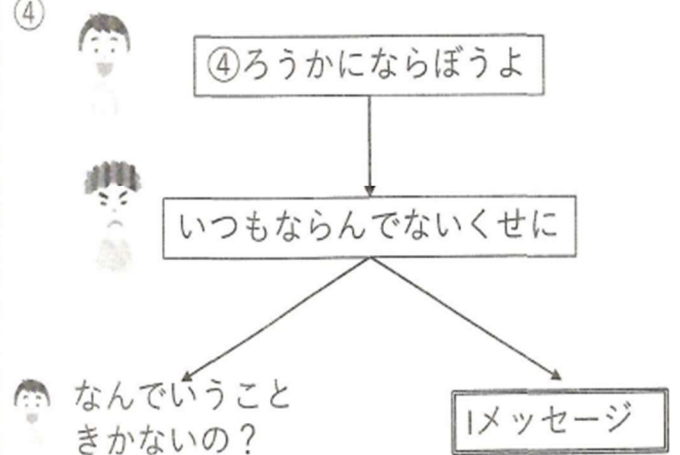 ④
④ろうかにならぼうよ
いつもならんでないくせに
なんでいうこと
きかないの？
Iメッセージ